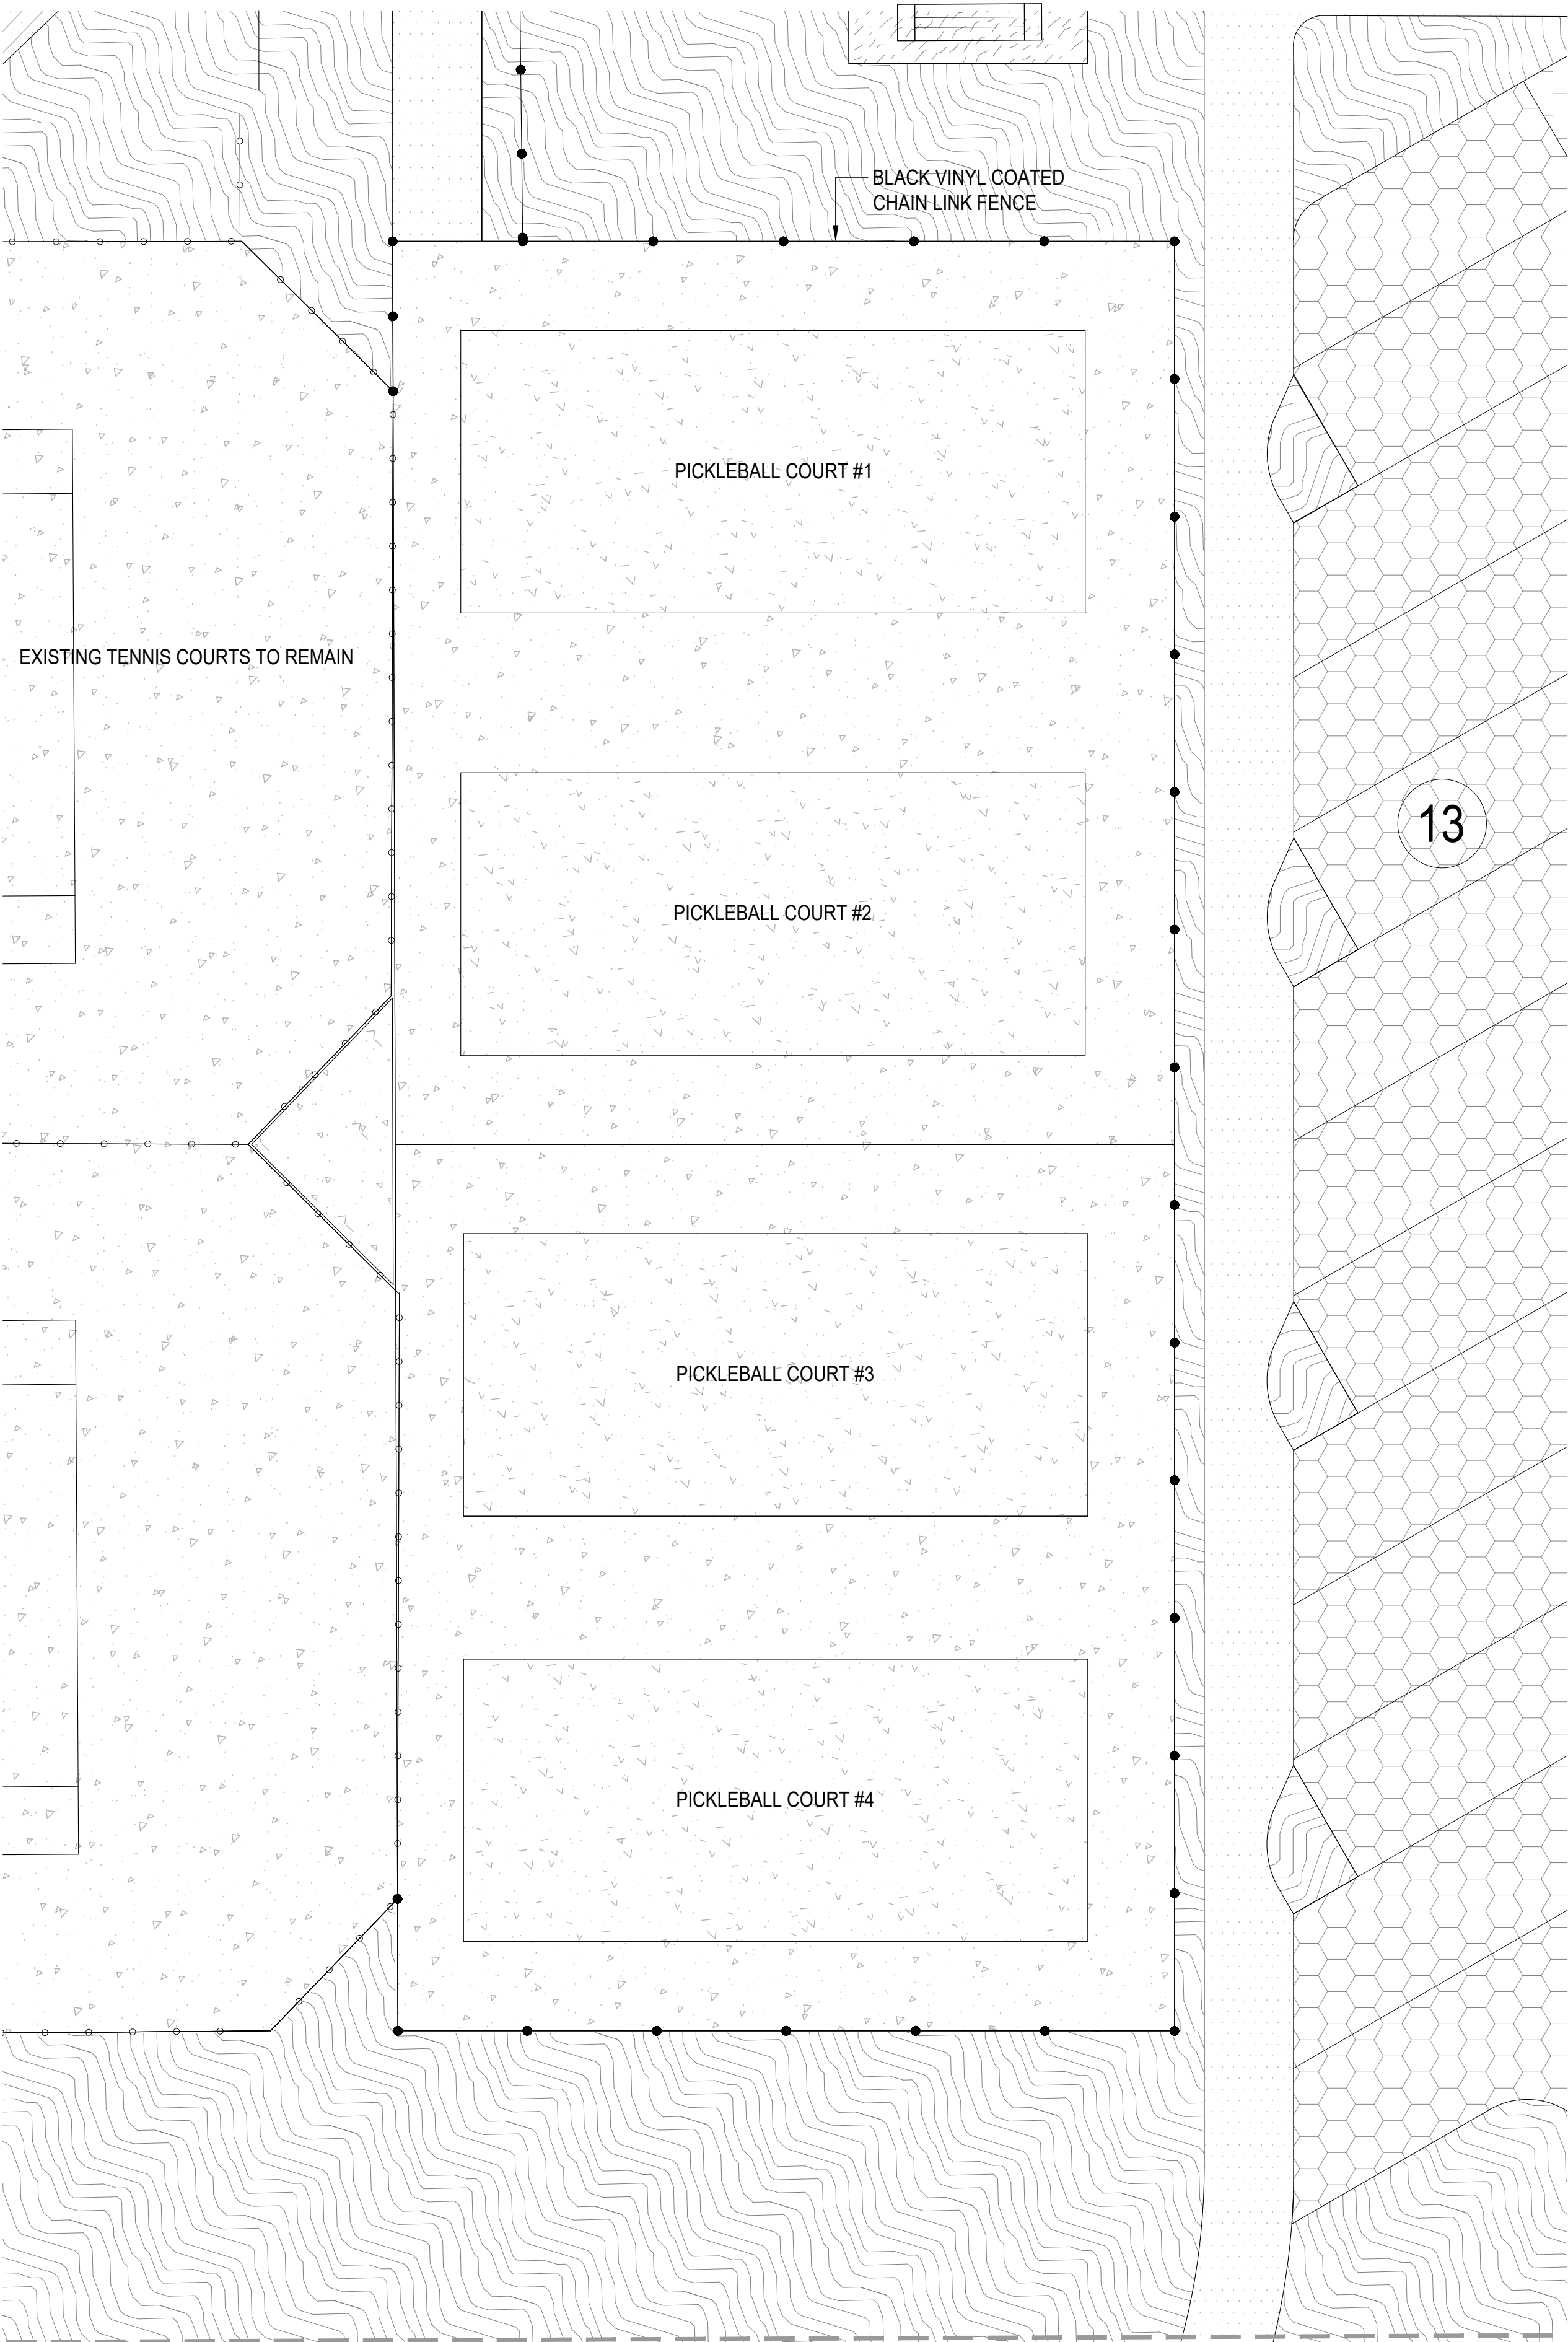 BLACK VINYL COATED
CHAIN LINK FENCE
PICKLEBALL COURT #1
EXISTING TENNIS COURTS TO REMAIN
13
PICKLEBALL COURT #2
PICKLEBALL COURT #3
PICKLEBALL COURT #4